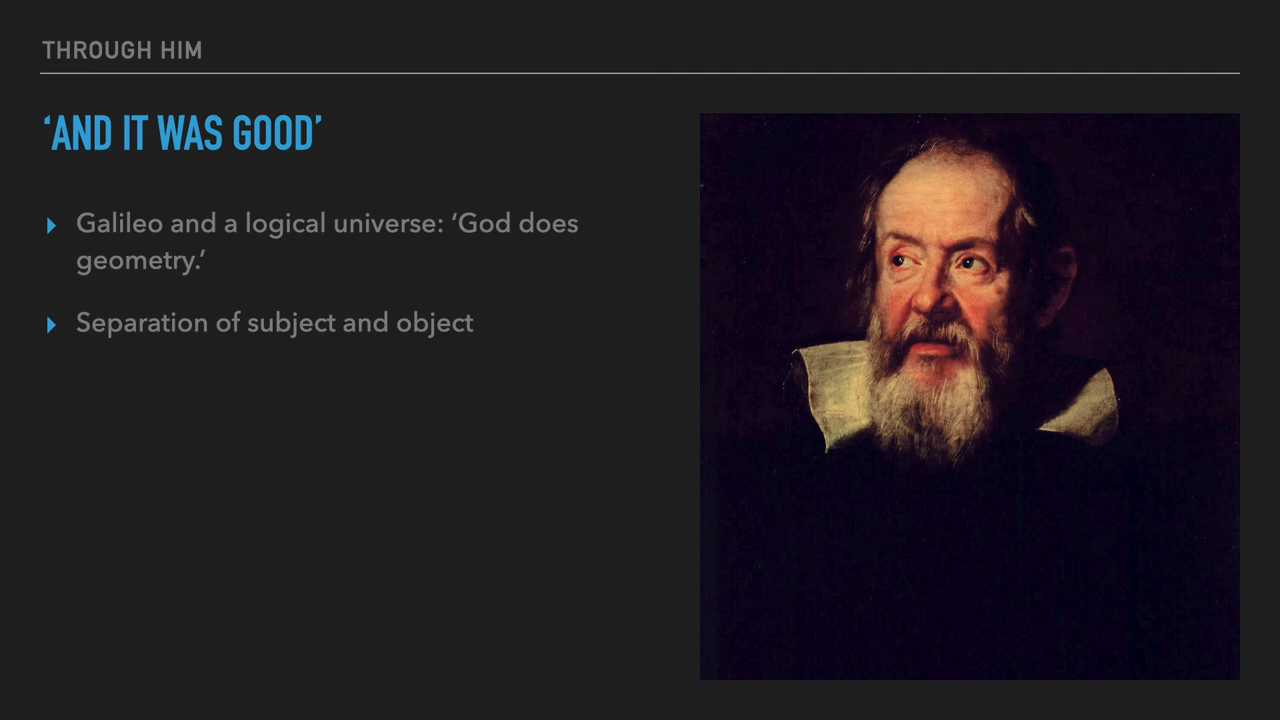 THROUGH HIM
‘AND IT WAS GOOD’
Galileo and a logical universe: ‘God does
geometry.’
Separation of subject and object